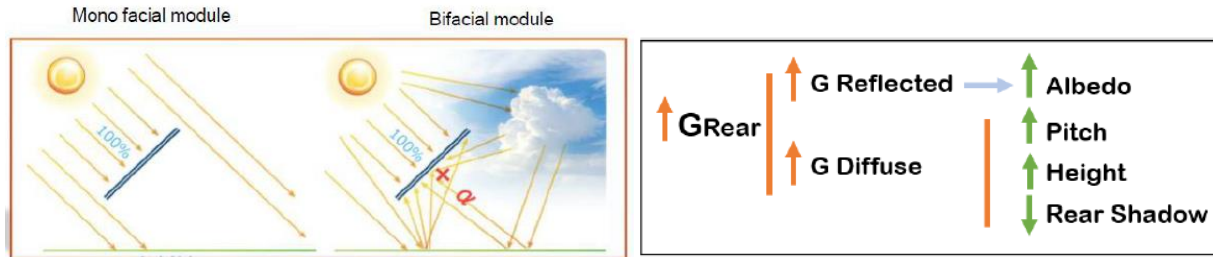 Mono facial module
Bifacial module
100%
100%
+ α
GRear
G Reflected
G Diffuse
Albedo
Pitch
Height
Rear Shadow